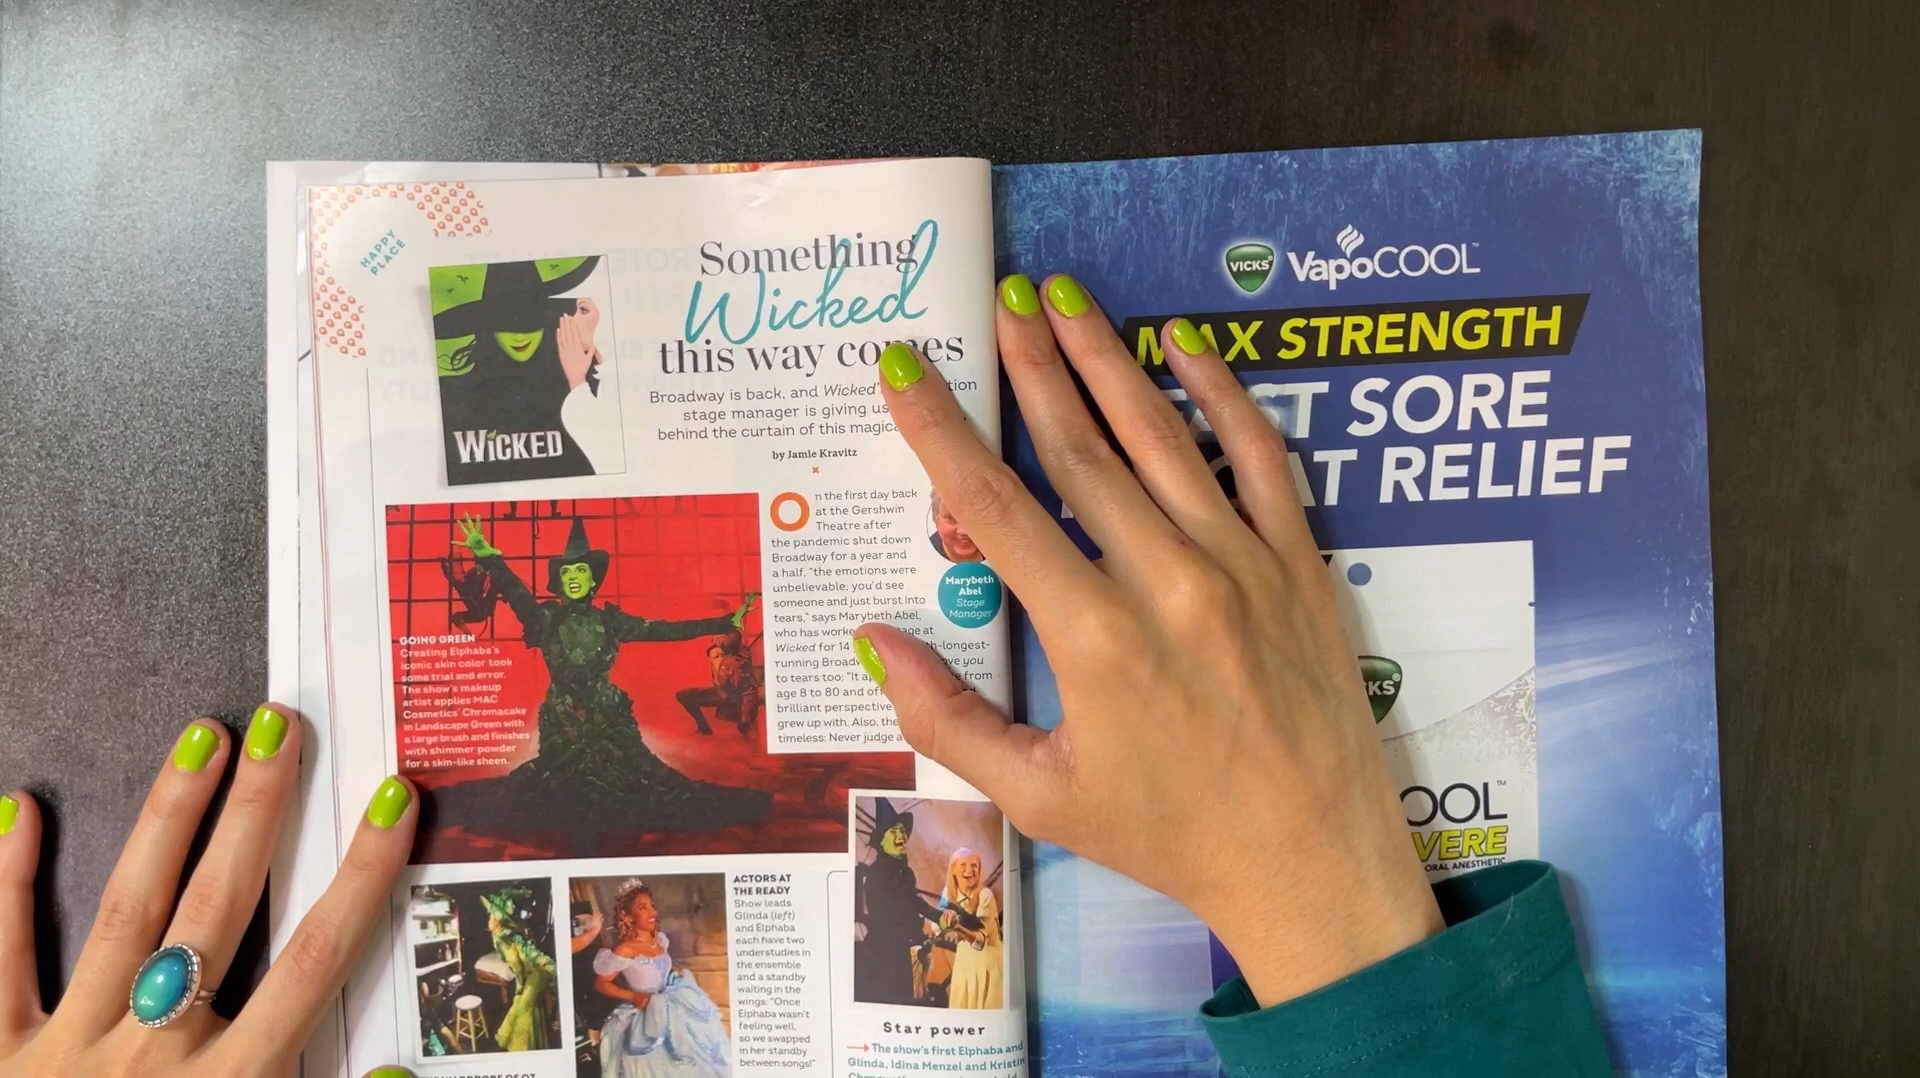 HAPPY
PLACE
WICKED
Something
Wicked
this way comes
Broadway is back, and Wicked's
stage manager is giving us
behind the curtain of this
by Jamie Kravitz
On the first day back
at the Gershwin
Theatre after
the pandemic shut down
Broadway for a year and
a half, "the emotions were
unbelievable; you'd see
someone and just burst into
tears," says Marybeth Abel,
who has
Wicked for 14
running
to tears too: "It
age 8 to 80 and
brilliant perspective
grew up with. Also, the
timeless: Never judge a
Marybeth
Abel
Stage
Manager
GOING GREEN
Creating Elphaba's
iconic skin color took
some trial and error.
The show's makeup
artist applies MAC
Cosmetics' Chromacake
in Landscape Green with
a large brush and finishes
with shimmer powder
for a skin-like sheen.
ACTORS AT
THE READY
Show leads
Glinda (left)
and Elphaba
each have two
understudies in
the ensemble
and a standby
waiting in the
wings: "Once
Elphaba wasn't
feeling well,
so we swapped
in her standby
between songs!"
Star power
The show's first Elphaba and
Glinda, Idina Menzel and Kristin
VICKS VapoCOOL™
MAX STRENGTH
SORE
RELIEF
OOL™
VERE
ORAL ANESTHETIC